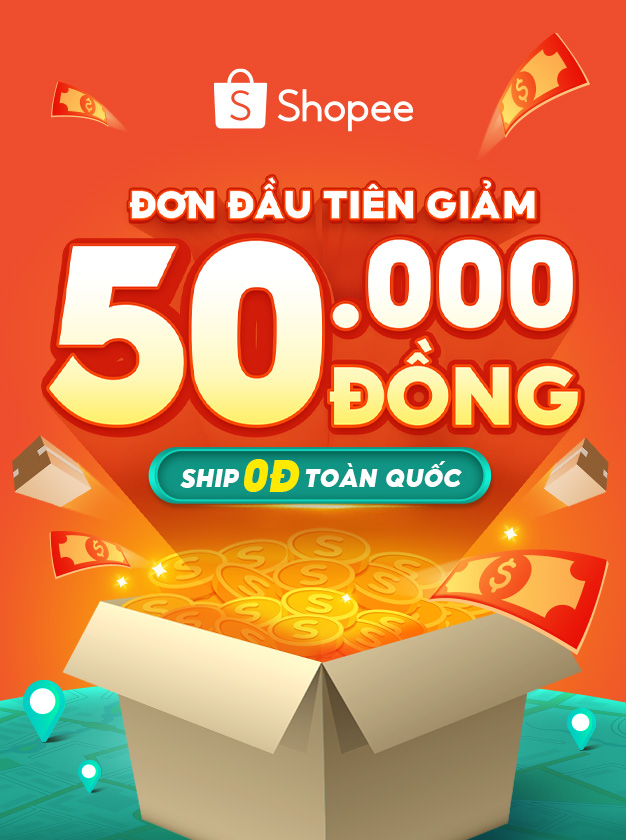 Shopee
ĐƠN ĐẦU TIÊN GIẢM
50.000
ĐỒNG
SHIP 0Đ TOÀN QUỐC